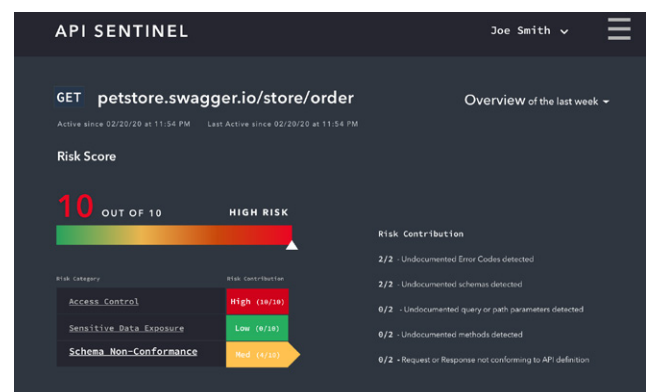 API SENTINEL
Joe Smith
GET petstore.swagger.io/store/order
Overview of the last week
Active since 02/20/20 at 11:54 PM Last Active since 02/20/20 at 11:54 PM
Risk Score
10 OUT OF 10 HIGH RISK
Risk Category Risk Contribution
Access Control High (10/10)
Sensitive Data Exposure Low (0/10)
Schema Non-Conformance Med (4/10)
Risk Contribution
2/2 - Undocumented Error Codes detected
2/2 - Undocumented schemas detected
0/2 - Undocumented query or path parameters detected
0/2 - Undocumented methods detected
0/2 - Request or Response not conforming to API definition